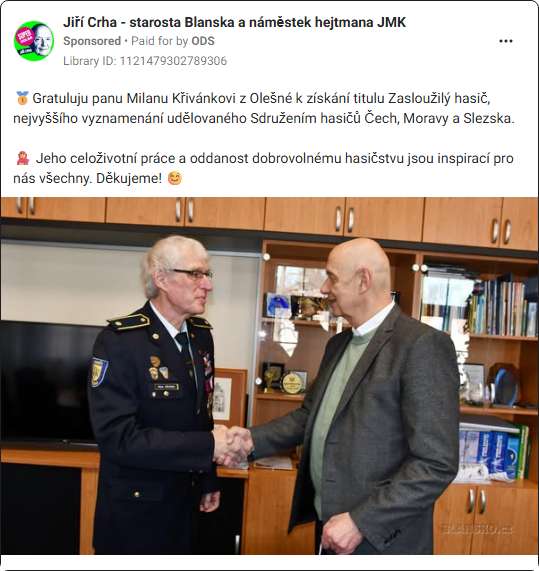 Jiří Crha - starosta Blanska a náměstek hejtmana JMK
Sponsored • Paid for by ODS
Library ID: 1121479302789306
🏅Gratuluju panu Milanu Křivánkovi z Olešné k získání titulu Zasloužilý hasič,
nejvyššího vyznamenání udělovaného Sdružením hasičů Čech, Moravy a Slezska.
Jeho celoživotní práce a oddanost dobrovolnému hasičstvu jsou inspirací pro
nás všechny. Děkujeme! 😊
BLANSKO.cz